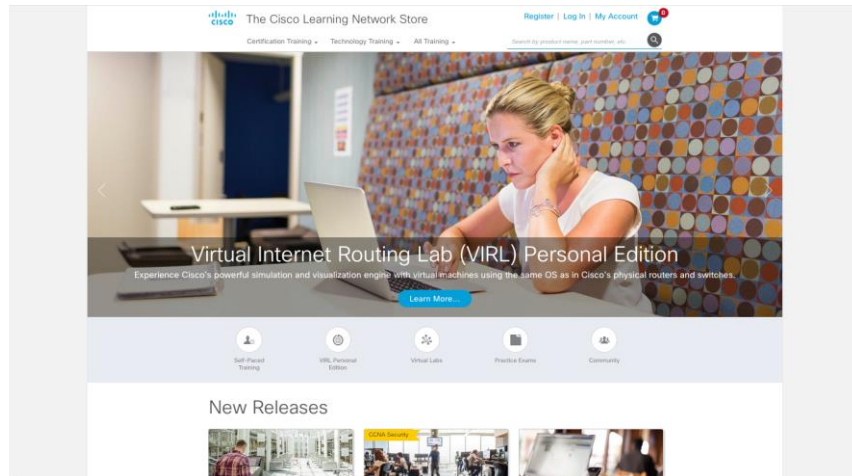 CISCO
The Cisco Learning Network Store
Register | Log In | My Account
0
Certification Training
Technology Training
All Training
Search by product name, part number, etc
Virtual Internet Routing Lab (VIRL) Personal Edition
Experience Cisco's powerful simulation and visualization engine with virtual machines using the same OS as in Cisco's physical routers and switches.
Learn More...
Self-Paced
Training
VIRL Personal
Edition
Virtual Labs
Practice Exams
Community
New Releases
CCNA Security